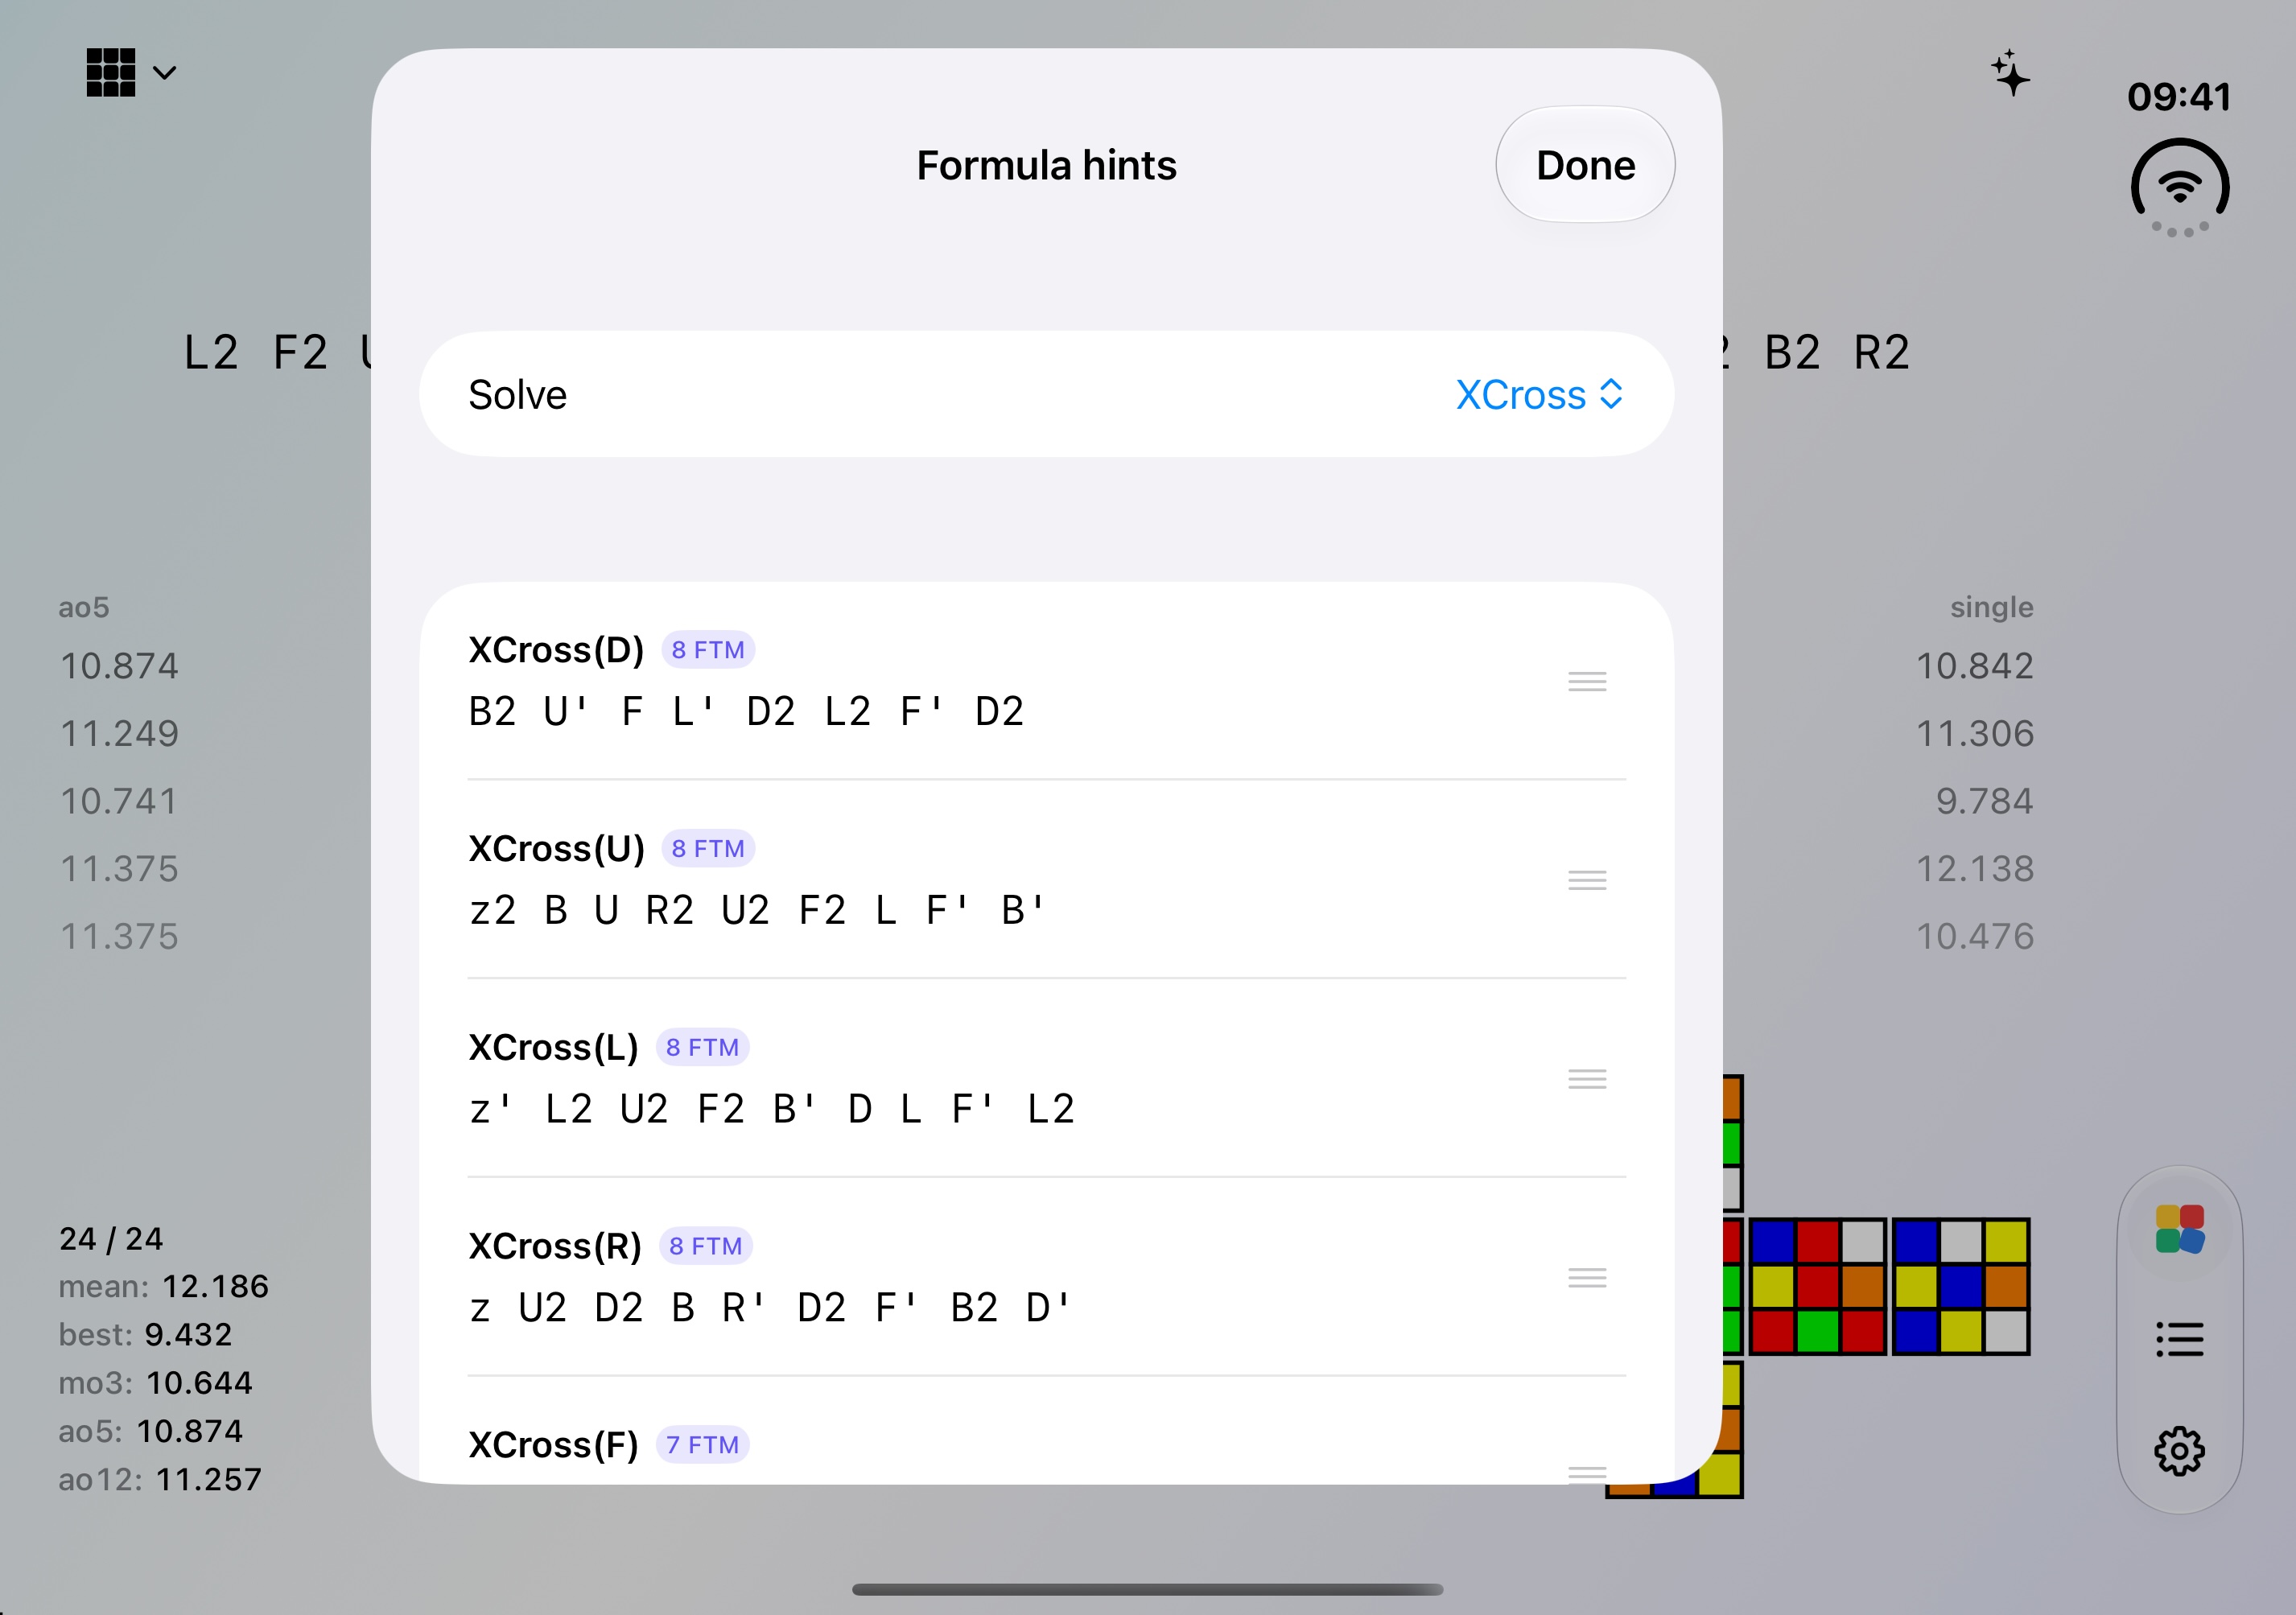 09:41
Formula hints
Done
L2 F2 B2 R2
Solve
XCross
ao5
10.874
11.249
10.741
11.375
11.375
single
10.842
11.306
9.784
12.138
10.476
XCross(D) 8 FTM
B2 U' F L' D2 L2 F' D2
XCross(U) 8 FTM
z2 B U R2 U2 F2 L F' B'
XCross(L) 8 FTM
z' L2 U2 F2 B' D L F' L2
XCross(R) 8 FTM
z U2 D2 B R' D2 F' B2 D'
XCross(F) 7 FTM
24 / 24
mean: 12.186
best: 9.432
mo3: 10.644
ao5: 10.874
ao12: 11.257